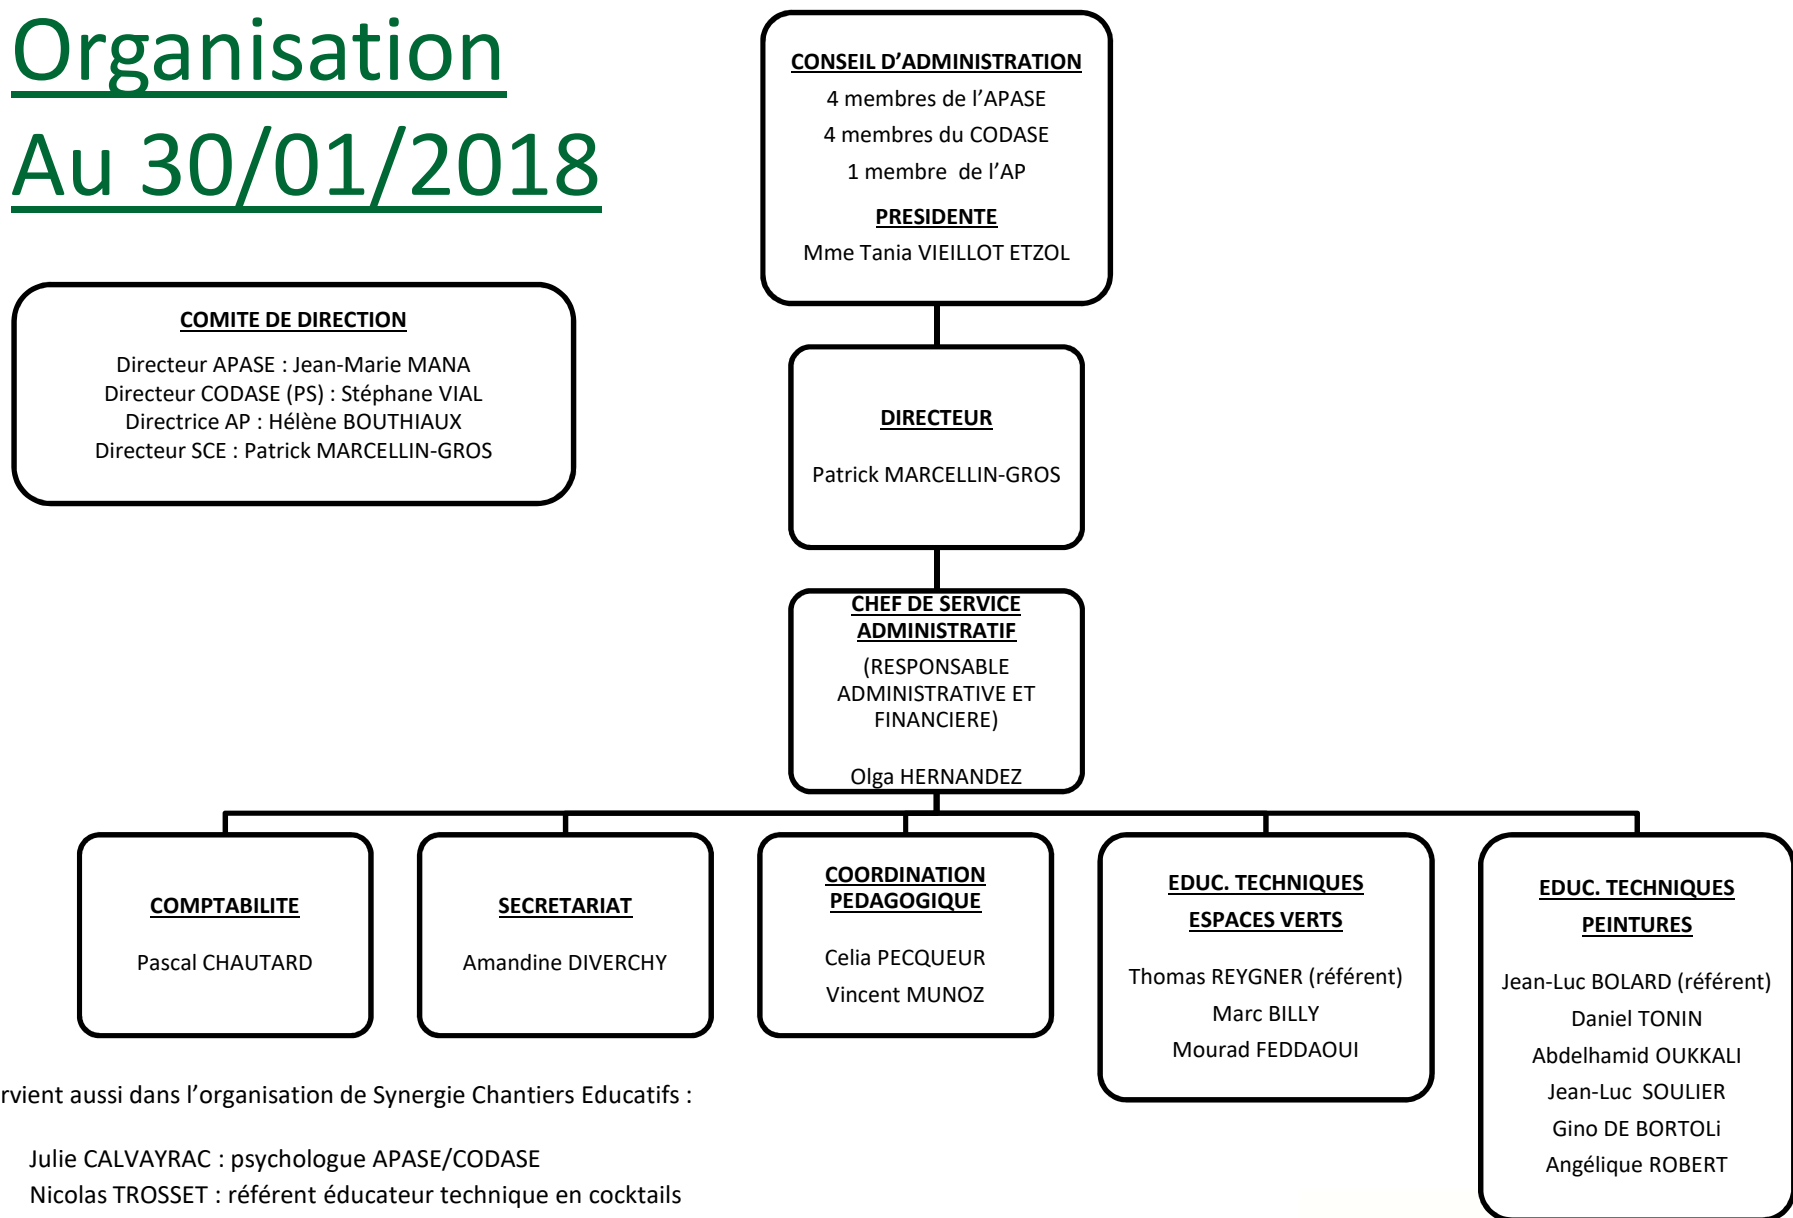 Organisation
Au 30/01/2018
CONSEIL D’ADMINISTRATION
4 membres de l’APASE
4 membres du CODASE
1 membre  de l’AP
PRESIDENTE
Mme Tania VIEILLOT ETZOL
COMITE DE DIRECTION
Directeur APASE : Jean-Marie MANA
Directeur CODASE (PS) : Stéphane VIAL
Directrice AP : Hélène BOUTHIAUX
Directeur SCE : Patrick MARCELLIN-GROS
DIRECTEUR
Patrick MARCELLIN-GROS
CHEF DE SERVICE
ADMINISTRATIF
(RESPONSABLE
ADMINISTRATIVE ET
FINANCIERE)
Olga HERNANDEZ
COMPTABILITE
Pascal CHAUTARD
SECRETARIAT
Amandine DIVERCHY
COORDINATION
PEDAGOGIQUE
Celia PECQUEUR
Vincent MUNOZ
EDUC. TECHNIQUES
ESPACES VERTS
Thomas REYGNER (référent)
Marc BILLY
Mourad FEDDAOUI
EDUC. TECHNIQUES
PEINTURES
Jean-Luc BOLARD (référent)
Daniel TONIN
Abdelhamid OUKKALI
Jean-Luc  SOULIER
Gino DE BORTOLi
Angélique ROBERT
rvient aussi dans l’organisation de Synergie Chantiers Educatifs :
Julie CALVAYRAC : psychologue APASE/CODASE
Nicolas TROSSET : référent éducateur technique en cocktails